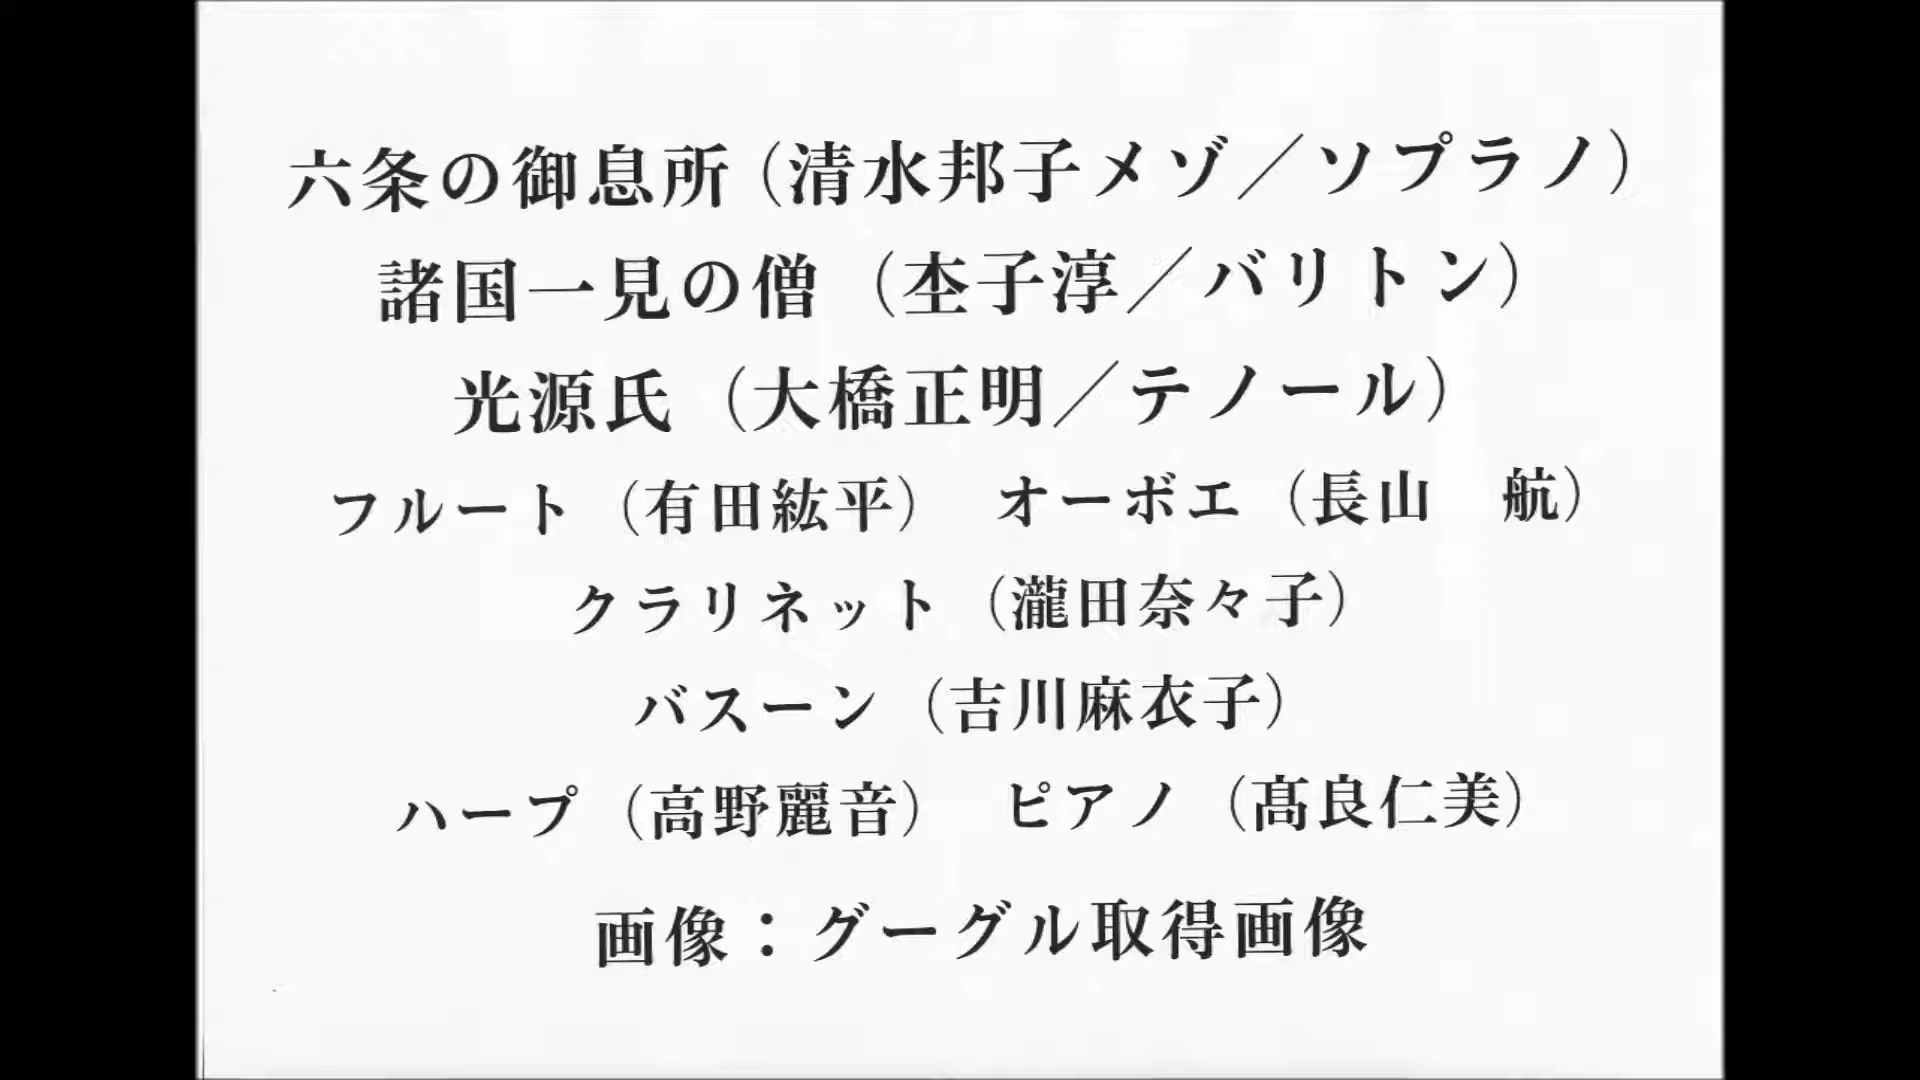 六条の御息所（清水邦子メゾ／ソプラノ）
諸国一見の僧（杢子淳／バリトン）
光源氏（大橋正明／テノール）
フルート（有田紘平）　オーボエ（長山　航）
クラリネット（瀧田奈々子）
バスーン（吉川麻衣子）
ハープ（高野麗音）　ピアノ（髙良仁美）
画像：グーグル取得画像